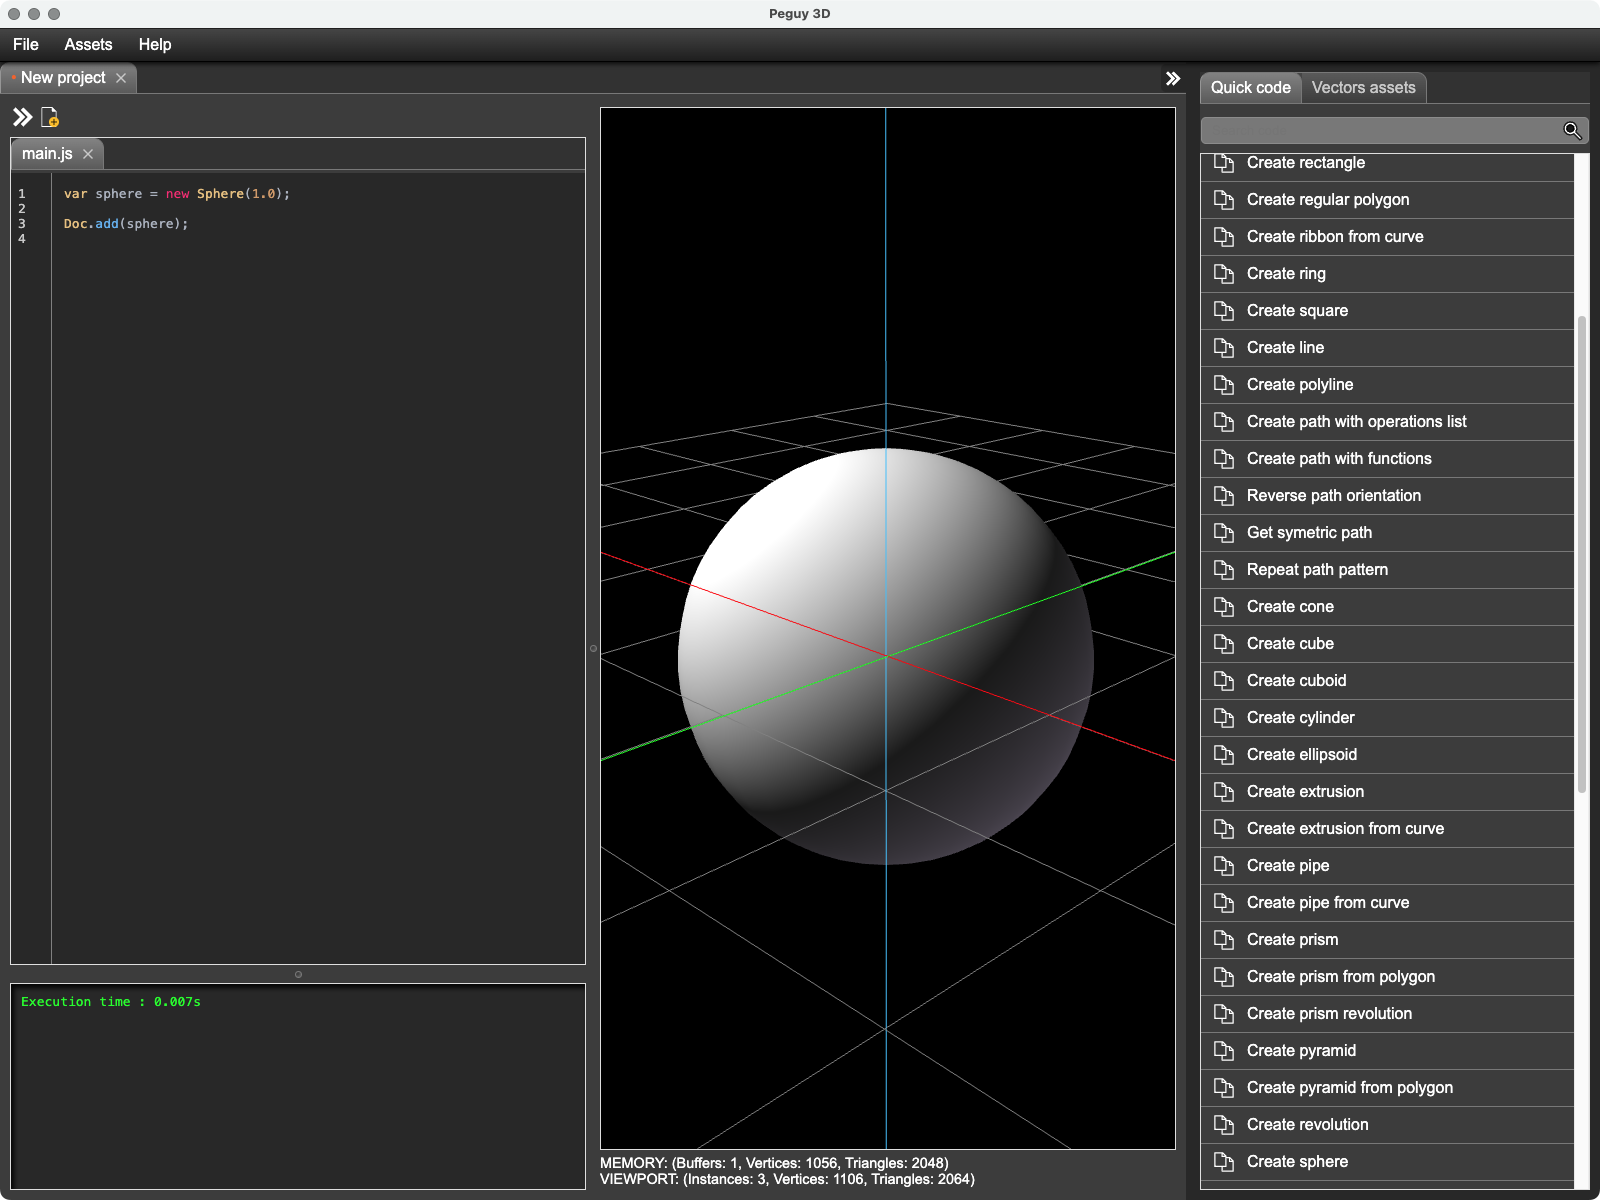 Peguy 3D
File Assets Help
New project
main.js
1 var sphere = new Sphere(1.0);
2
3 Doc.add(sphere);
4
Execution time : 0.007s
MEMORY: (Buffers: 1, Vertices: 1056, Triangles: 2048)
VIEWPORT: (Instances: 3, Vertices: 1106, Triangles: 2064)
Quick code Vectors assets
Create rectangle
Create regular polygon
Create ribbon from curve
Create ring
Create square
Create line
Create polyline
Create path with operations list
Create path with functions
Reverse path orientation
Get symetric path
Repeat path pattern
Create cone
Create cube
Create cuboid
Create cylinder
Create ellipsoid
Create extrusion
Create extrusion from curve
Create pipe
Create pipe from curve
Create prism
Create prism from polygon
Create prism revolution
Create pyramid
Create pyramid from polygon
Create revolution
Create sphere